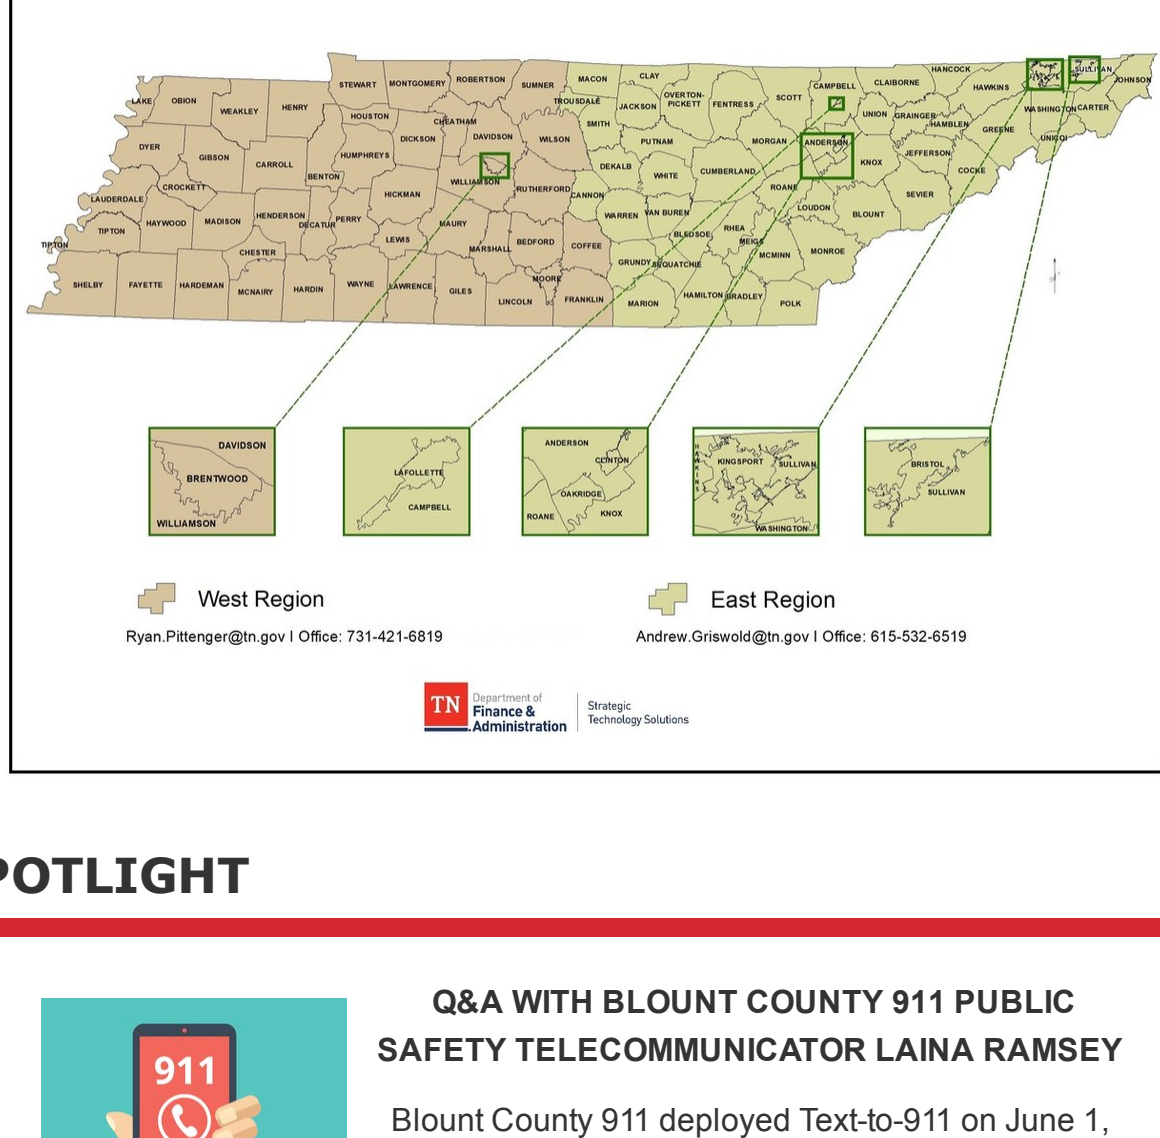 STEWART MONTGOMERY ROBERTSON SUMNER MACON CLAY OVERTON-PICKETT FENTRESS SCOTT CAMPBELL CLAIBORNE HANCOCK HAWKINS SULLIVAN JOHNSON
LAKE OBION WEAKLEY HENRY HOUSTON CHEATHAM TROUSDALE JACKSON UNION GRAINGER HAMBLEN GREENE WASHINGTON CARTER UNICOI
DYER GIBSON CARROLL BENTON HUMPHREYS DICKSON DAVIDSON WILSON SMITH PUTNAM MORGAN ANDERSON KNOX JEFFERSON COCKE
LAUDERDALE CROCKETT HICKMAN WILLIAMSON RUTHERFORD CANNON DEKALB WHITE CUMBERLAND ROANE LOUDON BLOUNT SEVIER
TIPTON TIPTON HAYWOOD MADISON HENDERSON DECATUR PERRY LEWIS MAURY MARSHALL BEDFORD COFFEE WARREN VAN BUREN BLEDSOE RHEA MEIGS MCMINN MONROE
SHELBY FAYETTE HARDEMAN CHESTER MCNAIRY HARDIN WAYNE LAWRENCE GILES LINCOLN MOORE FRANKLIN GRUNDY SEQUATCHIE MARION HAMILTON BRADLEY POLK
DAVIDSON
BRENTWOOD
WILLIAMSON
LAFOLLETTE
CAMPBELL
ANDERSON
CLINTON
OAKRIDGE
ROANE KNOX
HAWKINS
KINGSPORT SULLIVAN
WASHINGTON
BRISTOL
SULLIVAN
West Region
Ryan.Pittenger@tn.gov I Office: 731-421-6819
East Region
Andrew.Griswold@tn.gov I Office: 615-532-6519
TN
Department of
Finance &
Administration
Strategic
Technology Solutions
POTLIGHT
911
Q&A WITH BLOUNT COUNTY 911 PUBLIC
SAFETY TELECOMMUNICATOR LAINA RAMSEY
Blount County 911 deployed Text-to-911 on June 1,